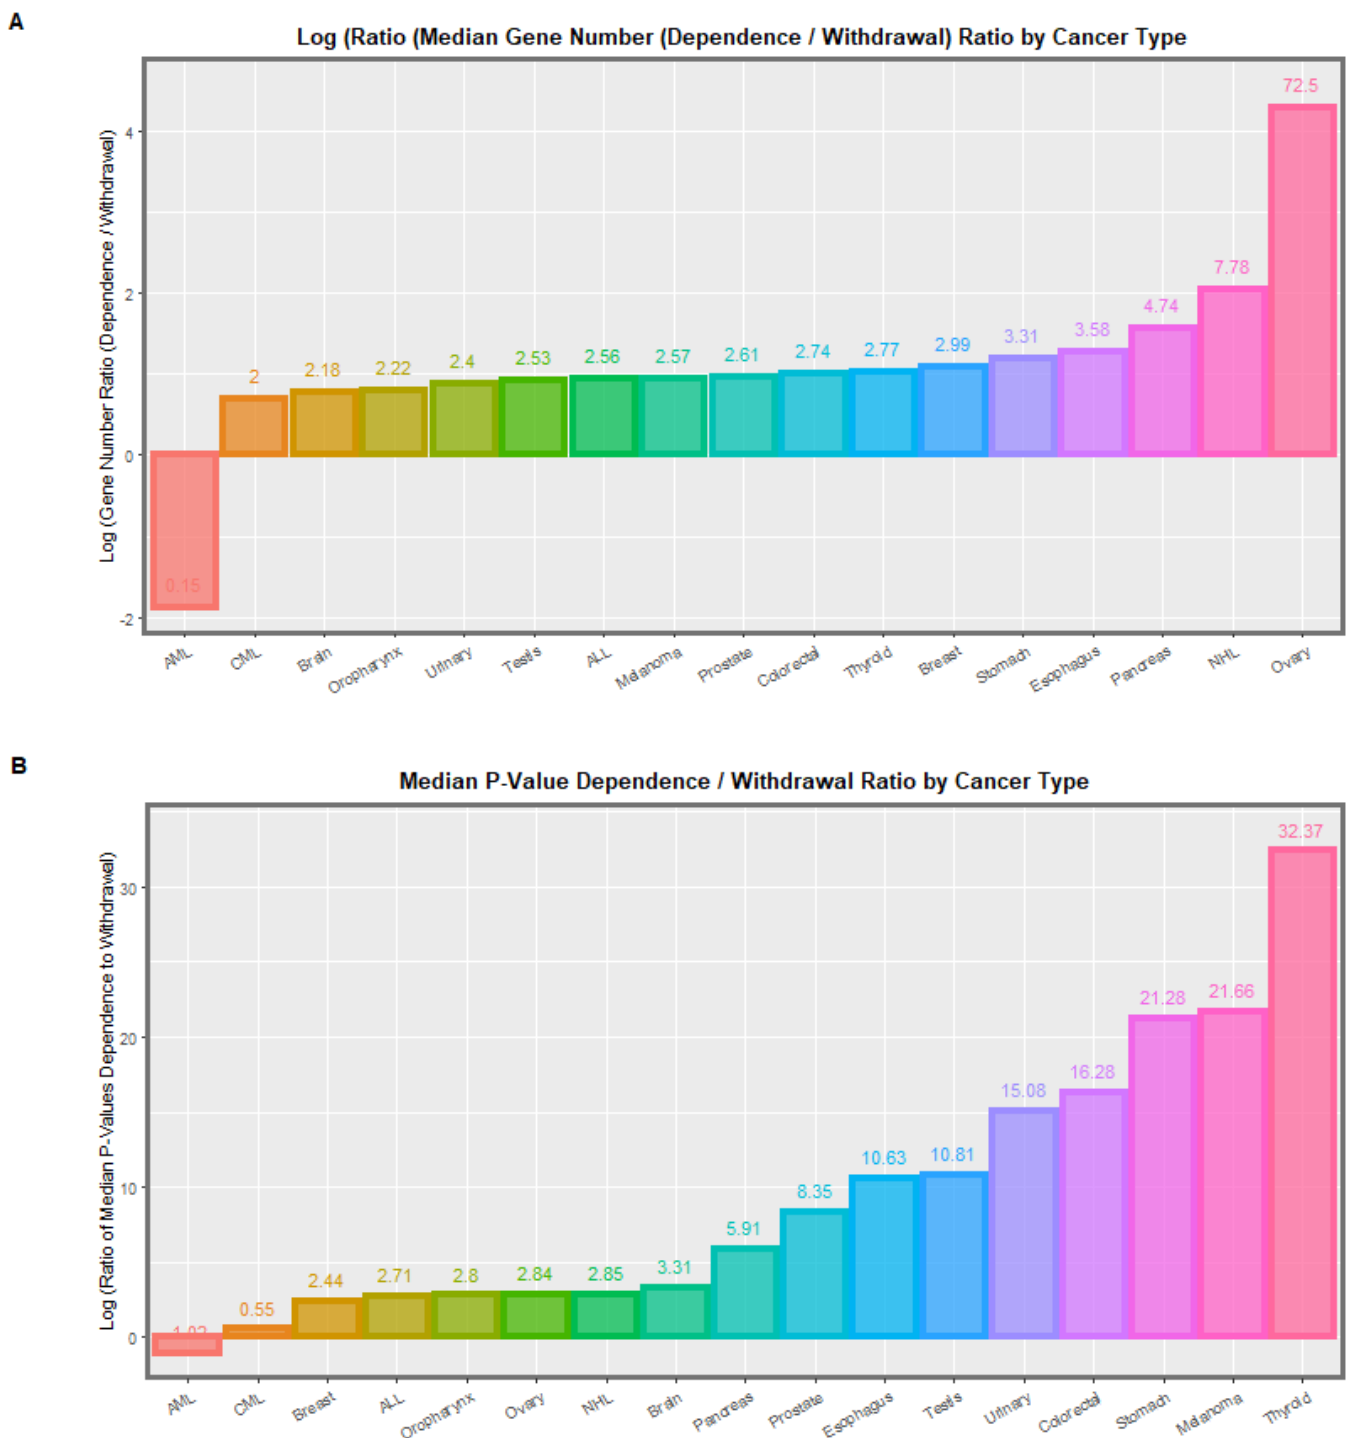 A
Log (Ratio (Median Gene Number (Dependence / Withdrawal) Ratio by Cancer Type
Log (Gene Number Ratio (Dependence / Withdrawal)
4
2
0
-2
0.15
2
2.18
2.22
2.4
2.53
2.56
2.57
2.61
2.74
2.77
2.99
3.31
3.58
4.74
7.78
72.5
AML
CML
Brain
Oropharynx
Urinary
Testis
ALL
Melanoma
Prostate
Colorectal
Thyroid
Breast
Stomach
Esophagus
Pancreas
NHL
Ovary
B
Median P-Value Dependence / Withdrawal Ratio by Cancer Type
Log (Ratio of Median P-Values Dependence to Withdrawal)
30
20
10
0
0.55
2.44
2.71
2.8
2.84
2.85
3.31
5.91
8.35
10.63
10.81
15.08
16.28
21.28
21.66
32.37
AML
CML
Breast
ALL
Oropharynx
Ovary
NHL
Brain
Pancreas
Prostate
Esophagus
Testis
Urinary
Colorectal
Stomach
Melanoma
Thyroid